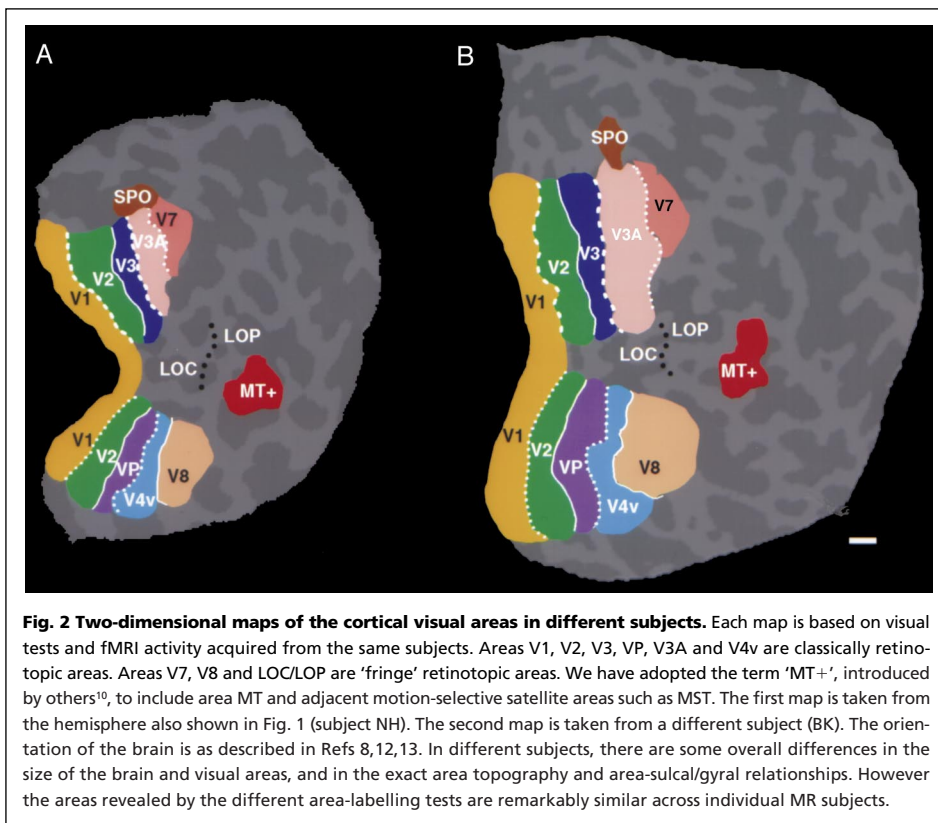 A
B
SPO
V7
V3A
V3
V2
V1
LOP
LOC
MT+
V1
V2
VP
V4v
V8
SPO
V7
V3A
V3
V2
V1
LOP
LOC
MT+
V1
V2
VP
V8
V4v
Fig. 2 Two-dimensional maps of the cortical visual areas in different subjects. Each map is based on visual
tests and fMRI activity acquired from the same subjects. Areas V1, V2, V3, VP, V3A and V4v are classically retino-
topic areas. Areas V7, V8 and LOC/LOP are ‘fringe’ retinotopic areas. We have adopted the term ‘MT+’, introduced
by others¹⁰, to include area MT and adjacent motion-selective satellite areas such as MST. The first map is taken from
the hemisphere also shown in Fig. 1 (subject NH). The second map is taken from a different subject (BK). The orien-
tation of the brain is as described in Refs 8,12,13. In different subjects, there are some overall differences in the
size of the brain and visual areas, and in the exact area topography and area-sulcal/gyral relationships. However
the areas revealed by the different area-labelling tests are remarkably similar across individual MR subjects.